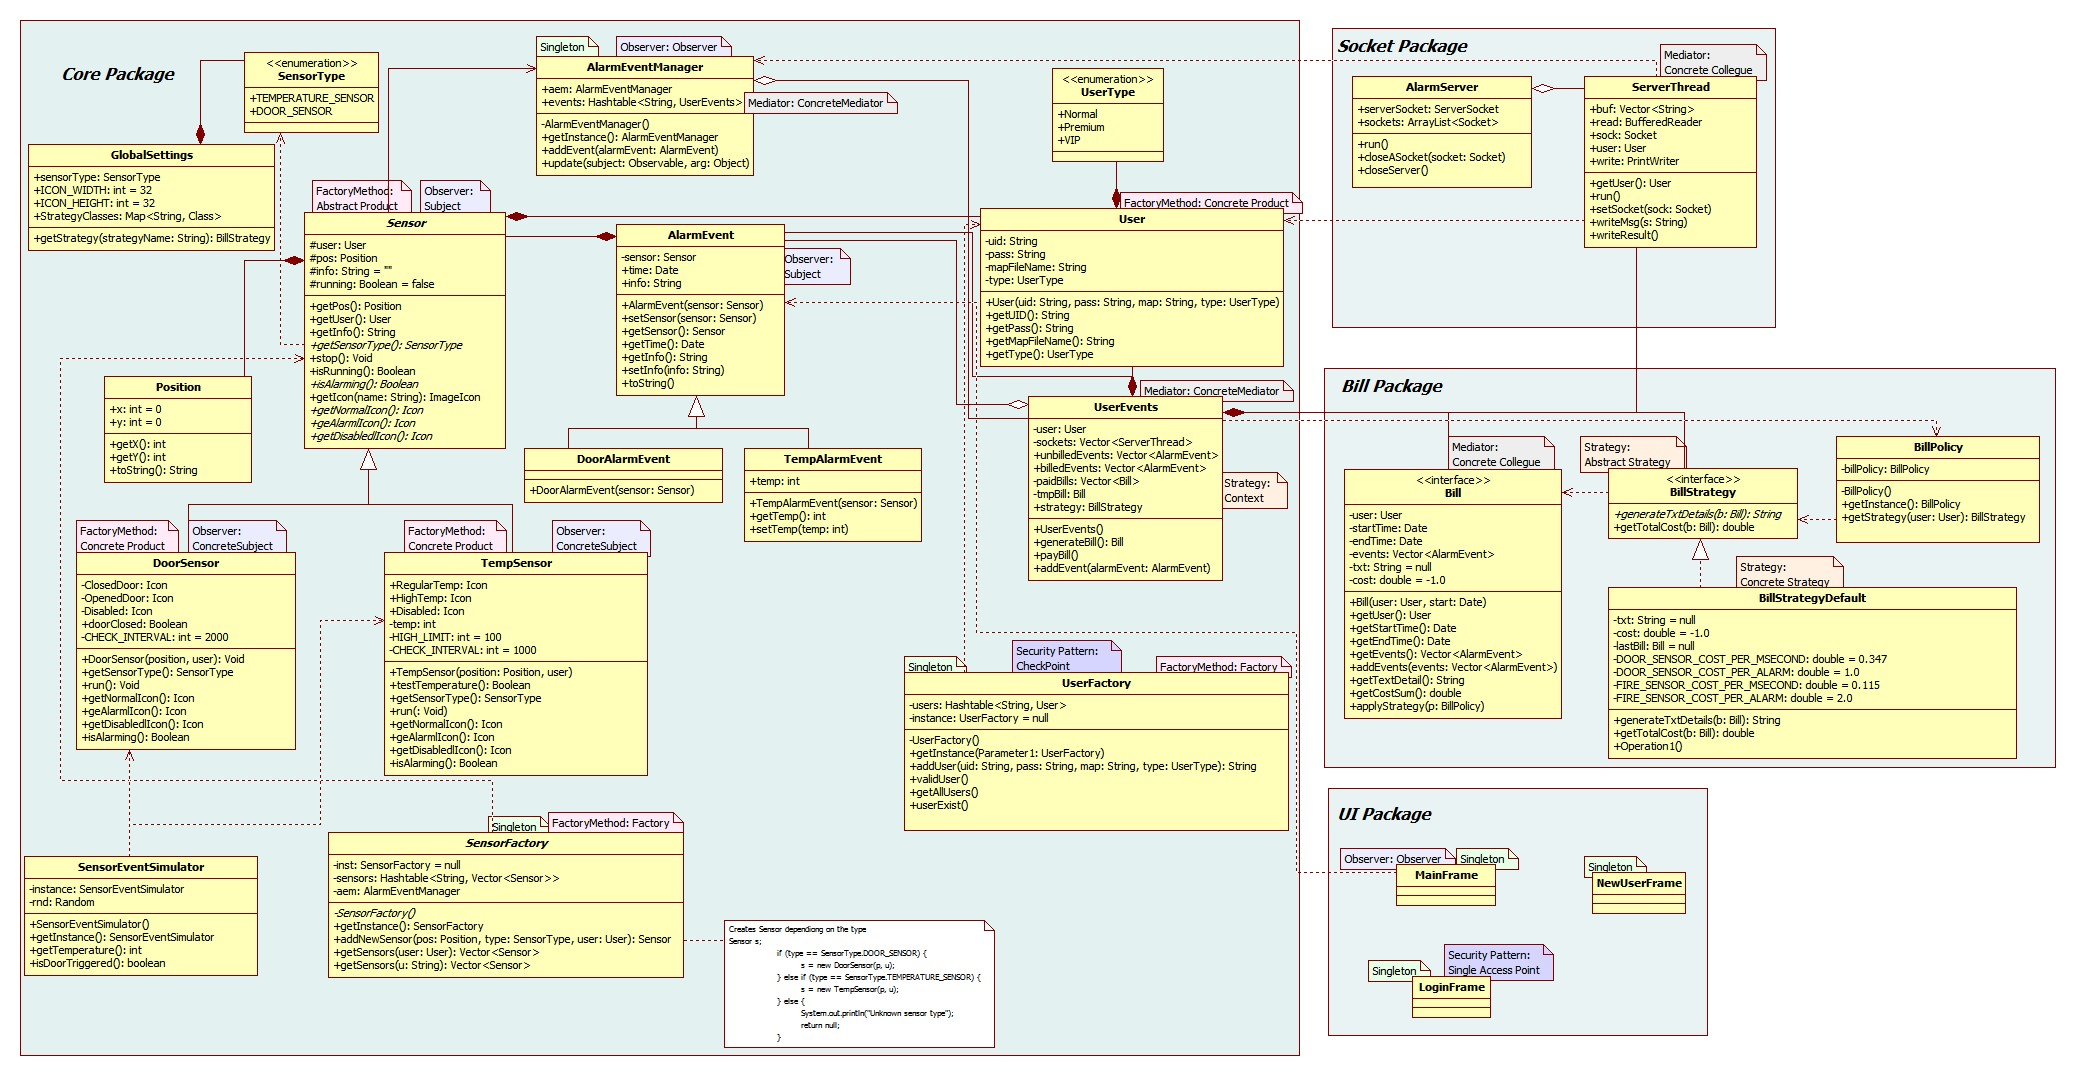 Core Package
<<enumeration>>
SensorType
+TEMPERATURE_SENSOR
+DOOR_SENSOR
GlobalSettings
+sensorType: SensorType
+ICON_WIDTH: int = 32
+ICON_HEIGHT: int = 32
+StrategyClasses: Map<String, Class>
+getStrategy(strategyName: String): BillStrategy
Singleton
Observer: Observer
AlarmEventManager
+aem: AlarmEventManager
+events: Hashtable<String, UserEvents>
-AlarmEventManager()
+getInstance(): AlarmEventManager
+addEvent(alarmEvent: AlarmEvent)
+update(subject: Observable, arg: Object)
Mediator: ConcreteMediator
<<enumeration>>
UserType
+Normal
+Premium
+VIP
FactoryMethod:
Abstract Product
Observer:
Subject
Sensor
#user: User
#pos: Position
#info: String = ""
#running: Boolean = false
+getPos(): Position
+getUser(): User
+getInfo(): String
+getSensorType(): SensorType
+stop(): Void
+isRunning(): Boolean
+isAlarming(): Boolean
+getIcon(name: String): ImageIcon
+getNormalIcon(): Icon
+geAlarmIcon(): Icon
+getDisabledIcon(): Icon
AlarmEvent
-sensor: Sensor
+time: Date
+info: String
+AlarmEvent(sensor: Sensor)
+setSensor(sensor: Sensor)
+getSensor(): Sensor
+getTime(): Date
+getInfo(): String
+setInfo(info: String)
+toString()
Observer:
Subject
FactoryMethod: Concrete Product
User
-uid: String
-pass: String
-mapFileName: String
-type: UserType
+User(uid: String, pass: String, map: String, type: UserType)
+getUID(): String
+getPass(): String
+getMapFileName(): String
+getType(): UserType
Position
+x: int = 0
+y: int = 0
+getX(): int
+getY(): int
+toString(): String
DoorAlarmEvent
+DoorAlarmEvent(sensor: Sensor)
TempAlarmEvent
+temp: int
+TempAlarmEvent(sensor: Sensor)
+getTemp(): int
+setTemp(temp: int)
Mediator: ConcreteMediator
UserEvents
-user: User
-sockets: Vector<ServerThread>
+unbilledEvents: Vector<AlarmEvent>
+billedEvents: Vector<AlarmEvent>
-paidBills: Vector<Bill>
-tmpBill: Bill
+strategy: BillStrategy
+UserEvents()
+generateBill(): Bill
+payBill()
+addEvent(alarmEvent: AlarmEvent)
Strategy:
Context
FactoryMethod:
Concrete Product
Observer:
ConcreteSubject
DoorSensor
-ClosedDoor: Icon
-OpenedDoor: Icon
-Disabled: Icon
+doorClosed: Boolean
-CHECK_INTERVAL: int = 2000
+DoorSensor(position, user): Void
+getSensorType(): SensorType
+run(): Void
+getNormalIcon(): Icon
+geAlarmIcon(): Icon
+getDisabledIcon(): Icon
+isAlarming(): Boolean
FactoryMethod:
Concrete Product
Observer:
ConcreteSubject
TempSensor
+RegularTemp: Icon
+HighTemp: Icon
+Disabled: Icon
-temp: int
-HIGH_LIMIT: int = 100
-CHECK_INTERVAL: int = 1000
+TempSensor(position: Position, user)
+testTemperature(): Boolean
+getSensorType(): SensorType
+run(: Void)
+getNormalIcon(): Icon
+geAlarmIcon(): Icon
+getDisabledIcon(): Icon
+isAlarming(): Boolean
Singleton
Security Pattern:
CheckPoint
FactoryMethod: Factory
UserFactory
-users: Hashtable<String, User>
-instance: UserFactory = null
-UserFactory()
+getInstance(Parameter1: UserFactory)
+addUser(uid: String, pass: String, map: String, type: UserType): String
+validUser()
+getAllUsers()
+userExist()
SensorEventSimulator
-instance: SensorEventSimulator
-rnd: Random
+SensorEventSimulator()
+getInstance(): SensorEventSimulator
+getTemperature(): int
+isDoorTriggered(): boolean
Singleton
FactoryMethod: Factory
SensorFactory
-inst: SensorFactory = null
-sensors: Hashtable<String, Vector<Sensor>>
-aem: AlarmEventManager
-SensorFactory()
+getInstance(): SensorFactory
+addNewSensor(pos: Position, type: SensorType, user: User): Sensor
+getSensors(user: User): Vector<Sensor>
+getSensors(u: String): Vector<Sensor>
Creates Sensor dependiong on the type
Sensor s;
if (type == SensorType.DOOR_SENSOR) {
s = new DoorSensor(p, u);
} else if (type == SensorType.TEMPERATURE_SENSOR) {
s = new TempSensor(p, u);
} else {
System.out.println("Unknown sensor type");
return null;
}
Socket Package
AlarmServer
+serverSocket: ServerSocket
+sockets: ArrayList<Socket>
+run()
+closeASocket(socket: Socket)
+closeServer()
Mediator:
Concrete Collegue
ServerThread
+buf: Vector<String>
+read: BufferedReader
+sock: Socket
+user: User
+write: PrintWriter
+getUser(): User
+run()
+setSocket(sock: Socket)
+writeMsg(s: String)
+writeResult()
Bill Package
Mediator:
Concrete Collegue
<<interface>>
Bill
-user: User
-startTime: Date
-endTime: Date
-events: Vector<AlarmEvent>
-txt: String = null
-cost: double = -1.0
+Bill(user: User, start: Date)
+getUser(): User
+getStartTime(): Date
+getEndTime(): Date
+getEvents(): Vector<AlarmEvent>
+addEvents(events: Vector<AlarmEvent>)
+getTextDetail(): String
+getCostSum(): double
+applyStrategy(p: BillPolicy)
Strategy:
Abstract Strategy
<<interface>>
BillStrategy
+generateTxtDetails(b: Bill): String
+getTotalCost(b: Bill): double
BillPolicy
-billPolicy: BillPolicy
-BillPolicy()
+getInstance(): BillPolicy
+getStrategy(user: User): BillStrategy
Strategy:
Concrete Strategy
BillStrategyDefault
-txt: String = null
-cost: double = -1.0
-lastBill: Bill = null
-DOOR_SENSOR_COST_PER_MSECOND: double = 0.347
-DOOR_SENSOR_COST_PER_ALARM: double = 1.0
-FIRE_SENSOR_COST_PER_MSECOND: double = 0.115
-FIRE_SENSOR_COST_PER_ALARM: double = 2.0
+generateTxtDetails(b: Bill): String
+getTotalCost(b: Bill): double
+Operation1()
UI Package
Observer: Observer
Singleton
MainFrame
Singleton
NewUserFrame
Singleton
Security Pattern:
Single Access Point
LoginFrame